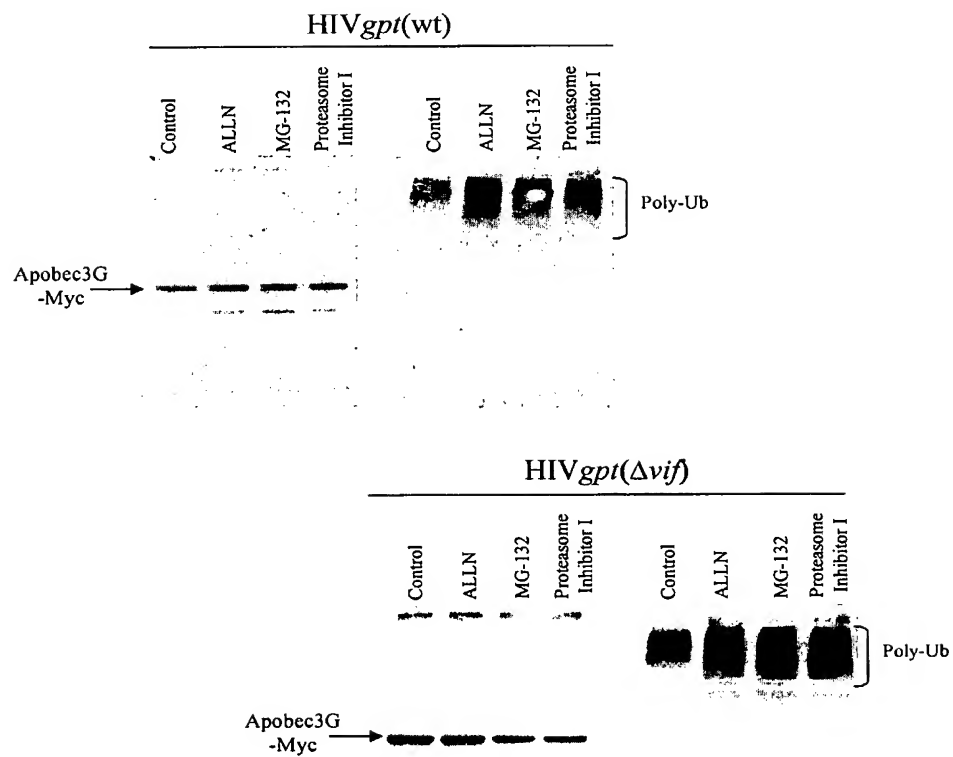 HIVgpt(wt)
Control
ALLN
MG-132
Proteasome
Inhibitor I
Control
ALLN
MG-132
Proteasome
Inhibitor I
Poly-Ub
Apobec3G
-Myc
HIVgpt(Δvif)
Control
ALLN
MG-132
Proteasome
Inhibitor I
Control
ALLN
MG-132
Proteasome
Inhibitor I
Poly-Ub
Apobec3G
-Myc